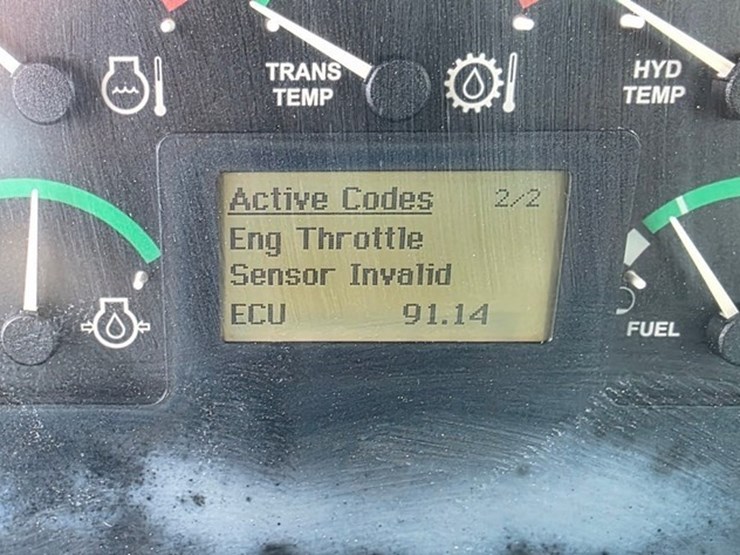 TRANS
TEMP
HYD
TEMP
Active Codes 2/2
Eng Throttle
Sensor Invalid
ECU 91.14
FUEL